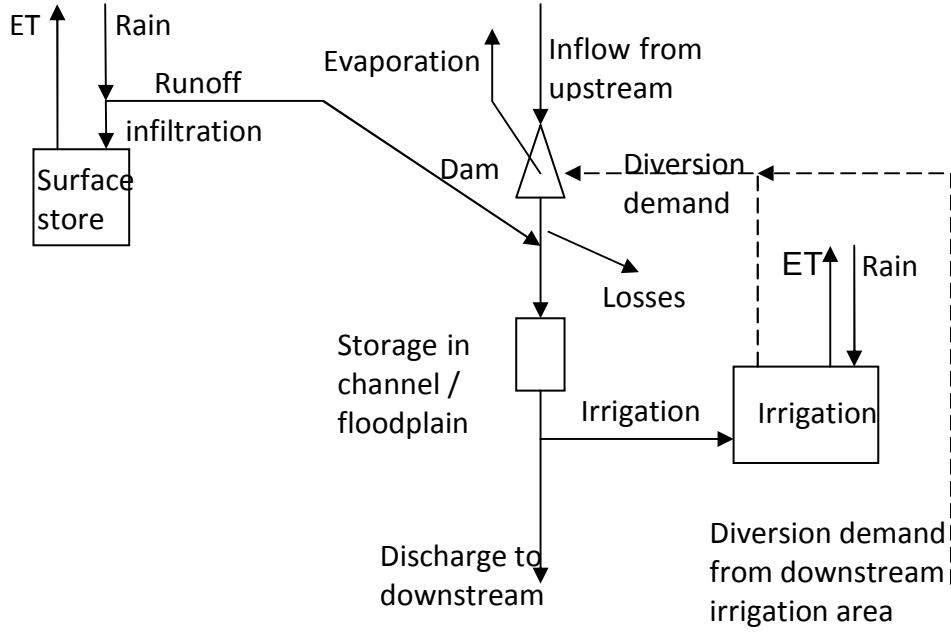 ET
Rain
Runoff
infiltration
Surface
store
Evaporation
Inflow from
upstream
Dam
Diversion
demand
Losses
ET
Rain
Storage in
channel /
floodplain
Irrigation
Irrigation
Discharge to
downstream
Diversion demand
from downstream
irrigation area